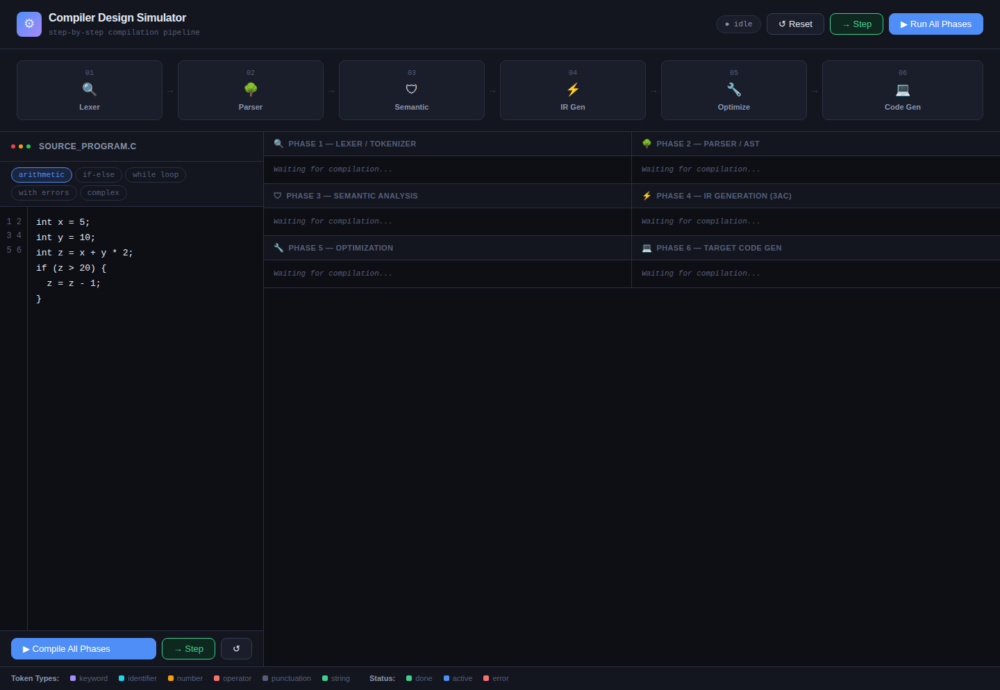 ⚙ Compiler Design Simulator
step-by-step compilation pipeline
● idle ↺ Reset → Step ▶ Run All Phases
01 → 02 → 03 → 04 → 05 → 06
Lexer Parser Semantic IR Gen Optimize Code Gen
SOURCE_PROGRAM.C
arithmetic if-else while loop
with errors complex
1 2
3 4
5 6
int x = 5;
int y = 10;
int z = x + y * 2;
if (z > 20) {
  z = z - 1;
}
▶ Compile All Phases → Step ↺
PHASE 1 — LEXER / TOKENIZER
Waiting for compilation...
PHASE 2 — PARSER / AST
Waiting for compilation...
PHASE 3 — SEMANTIC ANALYSIS
Waiting for compilation...
PHASE 4 — IR GENERATION (3AC)
Waiting for compilation...
PHASE 5 — OPTIMIZATION
Waiting for compilation...
PHASE 6 — TARGET CODE GEN
Waiting for compilation...
Token Types: keyword identifier number operator punctuation string Status: done active error